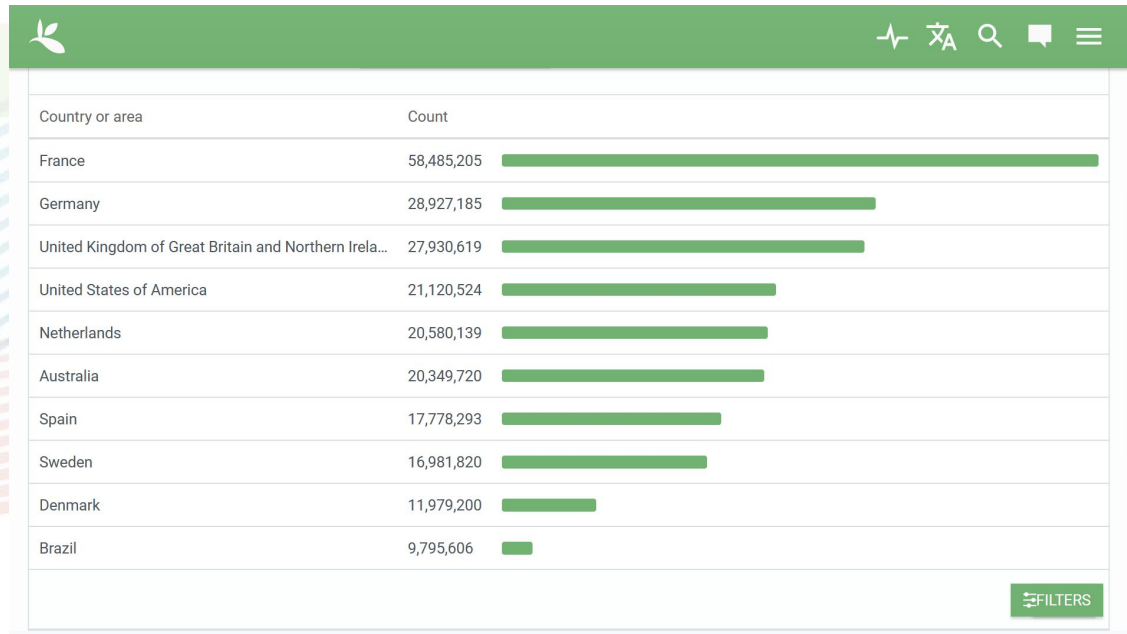 Country or area Count
France 58,485,205
Germany 28,927,185
United Kingdom of Great Britain and Northern Irela... 27,930,619
United States of America 21,120,524
Netherlands 20,580,139
Australia 20,349,720
Spain 17,778,293
Sweden 16,981,820
Denmark 11,979,200
Brazil 9,795,606
FILTERS